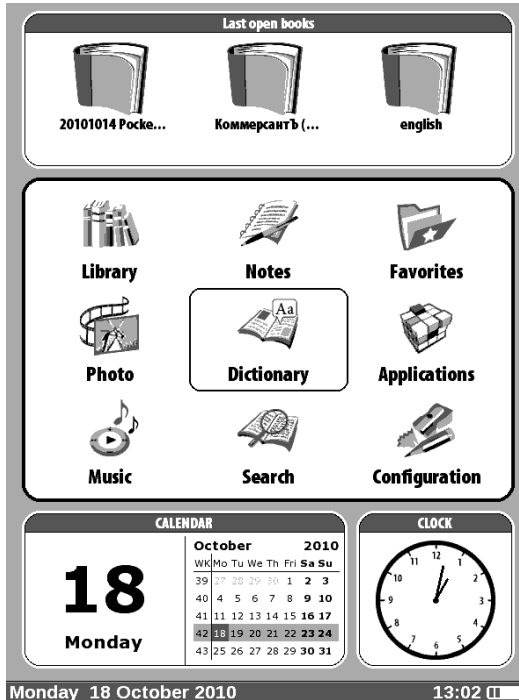 Last open books
20101014 Pocke...
КоммерсантЪ (...
english
Library
Notes
Favorites
Aa
Photo
Dictionary
Applications
Music
Search
Configuration
CALENDAR
18
Monday
October 2010
WK Mo Tu We Th Fri Sa Su
39 27 28 29 30 1 2 3
40 4 5 6 7 8 9 10
41 11 12 13 14 15 16 17
42 18 19 20 21 22 23 24
43 25 26 27 28 29 30 31
CLOCK
12
1
2
3
4
5
6
7
8
9
10
11
Monday 18 October 2010 13:02